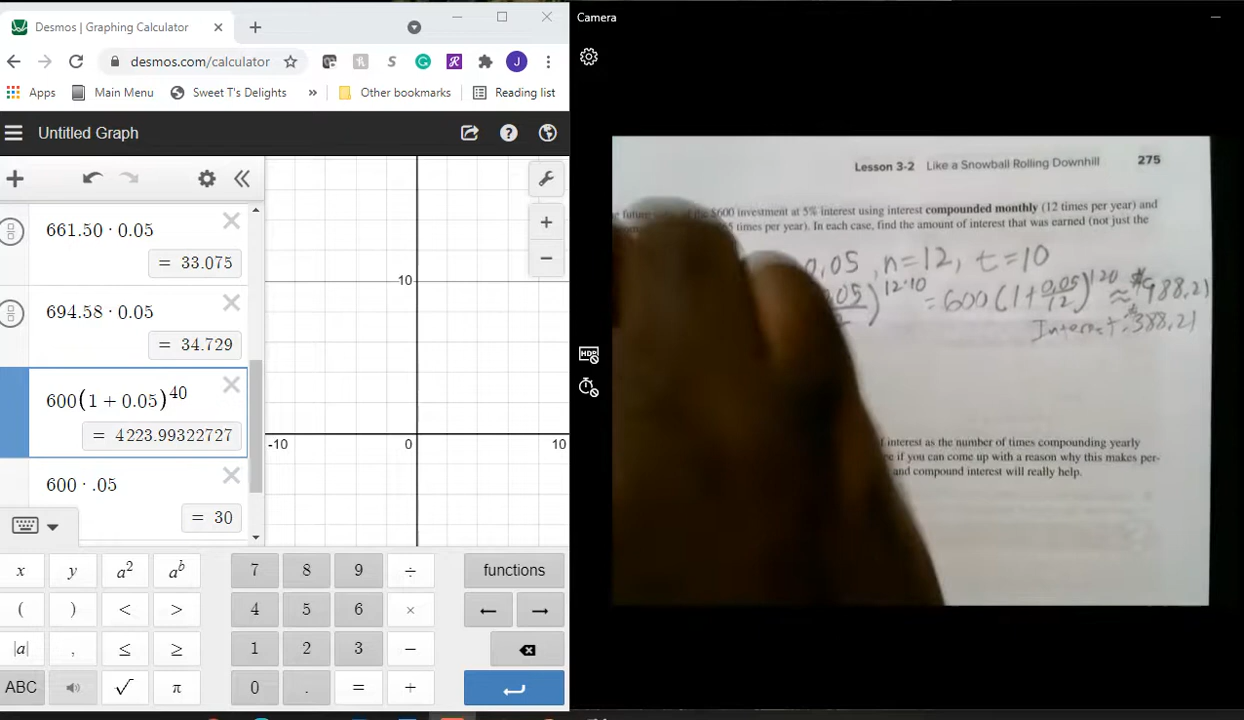 Desmos | Graphing Calculator
desmos.com/calculator
Apps Main Menu Sweet T's Delights » Other bookmarks Reading list
Untitled Graph
661.50 · 0.05
= 33.075
694.58 · 0.05
= 34.729
600(1 + 0.05)^40
= 4223.99322727
600 · .05
= 30
10
-10 0 10
x y a² aᵇ 7 8 9 ÷ functions
( ) < > 4 5 6 × ← →
|a| , ≤ ≥ 1 2 3 −
ABC √ π 0 . = +
Camera
Lesson 3-2 Like a Snowball Rolling Downhill 275
$600 investment at 5% interest using interest compounded monthly (12 times per year) and
times per year). In each case, find the amount of interest that was earned (not just the
0.05, n=12, t=10
.05)^12·10 = 600(1+0.05/12)^120 ≈ $988.21
Interest: $388.21
interest as the number of times compounding yearly
if you can come up with a reason why this makes per-
and compound interest will really help.